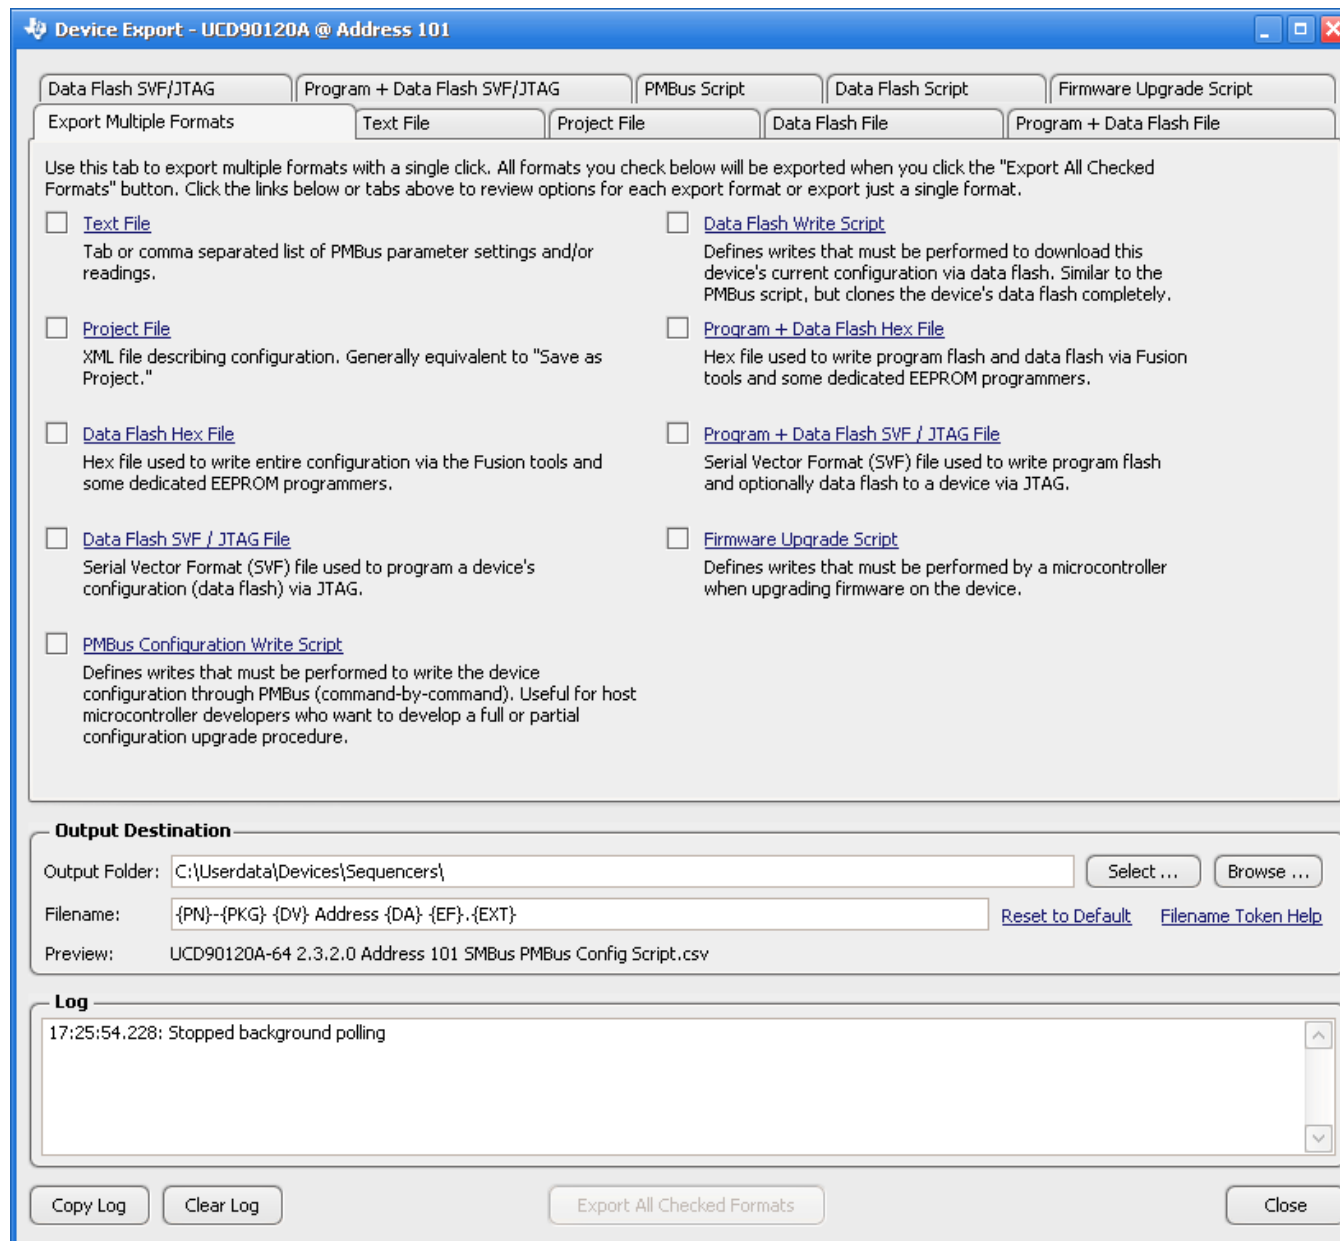 Device Export - UCD90120A @ Address 101
Data Flash SVF/JTAG
Program + Data Flash SVF/JTAG
PMBus Script
Data Flash Script
Firmware Upgrade Script
Export Multiple Formats
Text File
Project File
Data Flash File
Program + Data Flash File
Use this tab to export multiple formats with a single click. All formats you check below will be exported when you click the "Export All Checked
Formats" button. Click the links below or tabs above to review options for each export format or export just a single format.
Text File
Tab or comma separated list of PMBus parameter settings and/or
readings.
Project File
XML file describing configuration. Generally equivalent to "Save as
Project."
Data Flash Hex File
Hex file used to write entire configuration via the Fusion tools and
some dedicated EEPROM programmers.
Data Flash SVF / JTAG File
Serial Vector Format (SVF) file used to program a device's
configuration (data flash) via JTAG.
PMBus Configuration Write Script
Defines writes that must be performed to write the device
configuration through PMBus (command-by-command). Useful for host
microcontroller developers who want to develop a full or partial
configuration upgrade procedure.
Data Flash Write Script
Defines writes that must be performed to download this
device's current configuration via data flash. Similar to the
PMBus script, but clones the device's data flash completely.
Program + Data Flash Hex File
Hex file used to write program flash and data flash via Fusion
tools and some dedicated EEPROM programmers.
Program + Data Flash SVF / JTAG File
Serial Vector Format (SVF) file used to write program flash
and optionally data flash to a device via JTAG.
Firmware Upgrade Script
Defines writes that must be performed by a microcontroller
when upgrading firmware on the device.
Output Destination
Output Folder: C:\Userdata\Devices\Sequencers\
Select ...
Browse ...
Filename: {PN}-{PKG} {DV} Address {DA} {EF}.{EXT}
Reset to Default
Filename Token Help
Preview: UCD90120A-64 2.3.2.0 Address 101 SMBus PMBus Config Script.csv
Log
17:25:54.228: Stopped background polling
Copy Log
Clear Log
Export All Checked Formats
Close